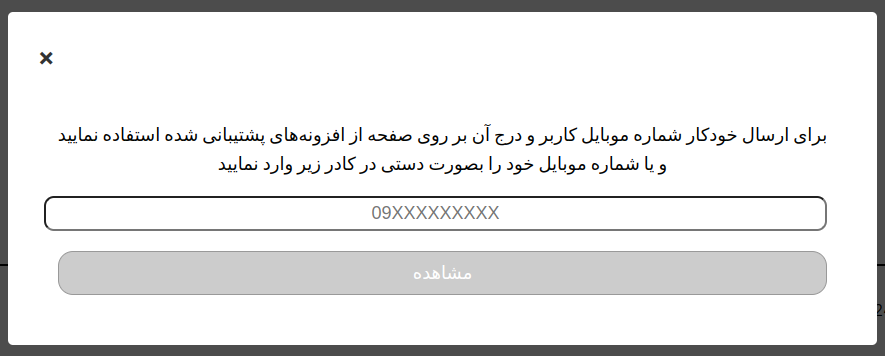 ×
برای ارسال خودکار شماره موبایل کاربر و درج آن بر روی صفحه از افزونه‌های پشتیبانی شده استفاده نمایید
و یا شماره موبایل خود را بصورت دستی در کادر زیر وارد نمایید
09XXXXXXXXX
مشاهده